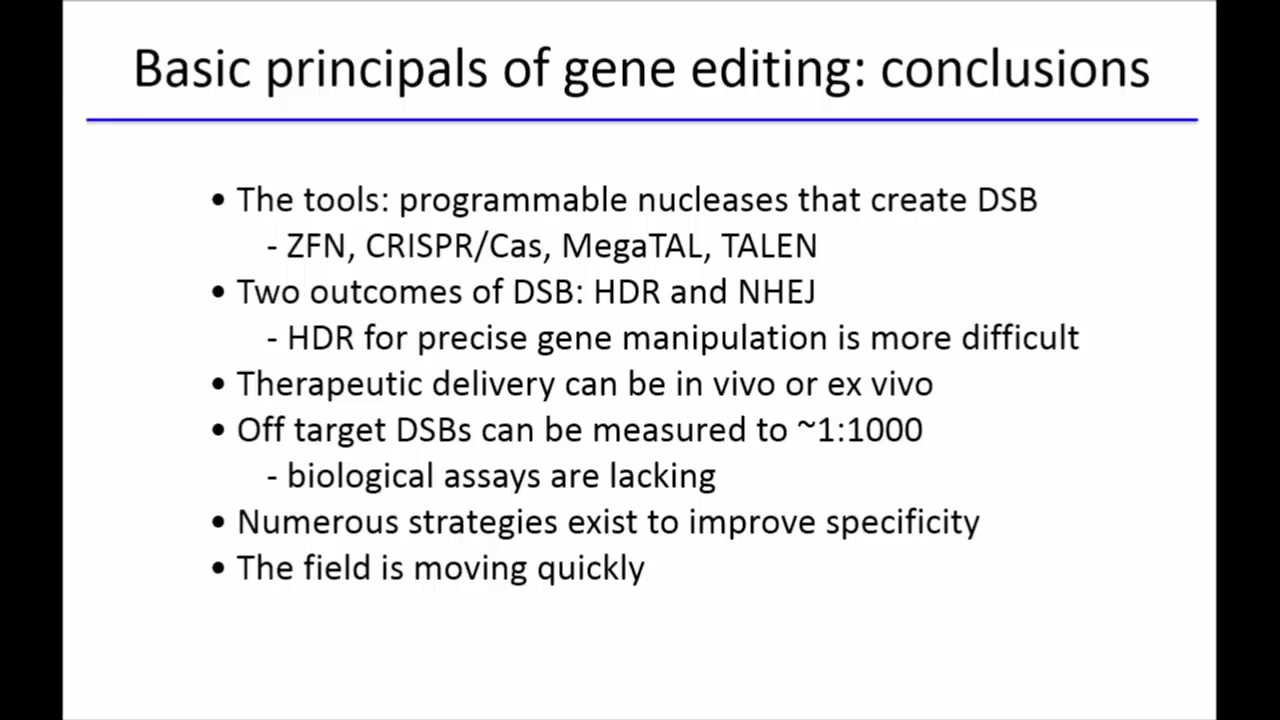 Basic principals of gene editing: conclusions
• The tools: programmable nucleases that create DSB
- ZFN, CRISPR/Cas, MegaTAL, TALEN
• Two outcomes of DSB: HDR and NHEJ
- HDR for precise gene manipulation is more difficult
• Therapeutic delivery can be in vivo or ex vivo
• Off target DSBs can be measured to ~1:1000
- biological assays are lacking
• Numerous strategies exist to improve specificity
• The field is moving quickly